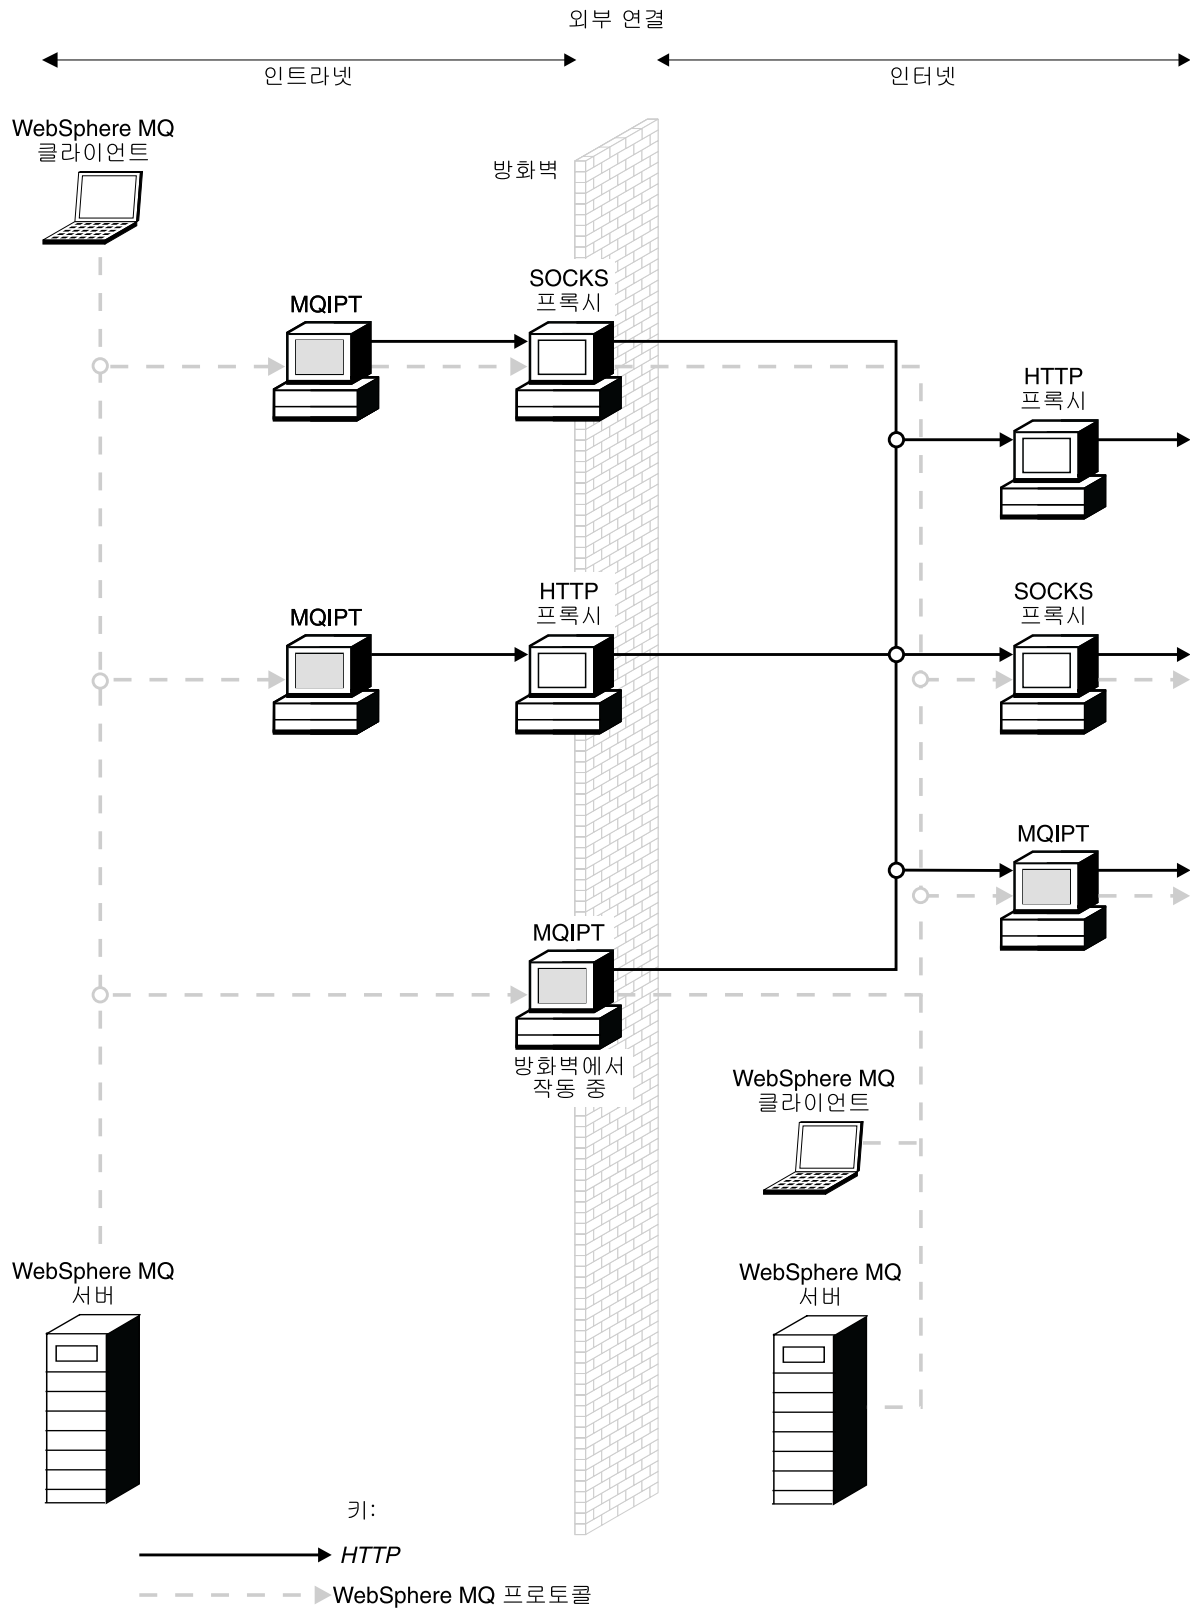 외부 연결
인트라넷
인터넷
WebSphere MQ
클라이언트
방화벽
SOCKS
프록시
MQIPT
HTTP
프록시
HTTP
프록시
MQIPT
SOCKS
프록시
MQIPT
MQIPT
방화벽에서
작동 중
WebSphere MQ
클라이언트
WebSphere MQ
서버
WebSphere MQ
서버
키:
HTTP
WebSphere MQ 프로토콜